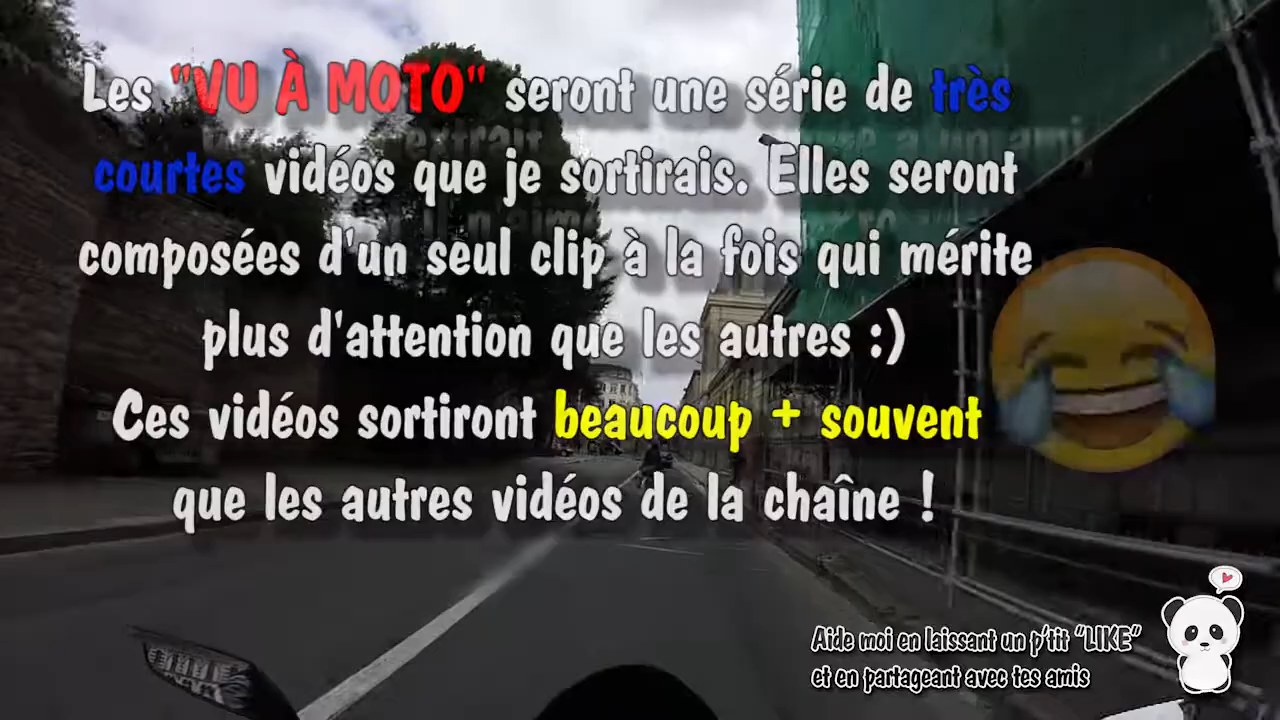 Les "VU À MOTO" seront une série de très
courtes vidéos que je sortirais. Elles seront
composées d'un seul clip à la fois qui mérite
plus d'attention que les autres :)
Ces vidéos sortiront beaucoup + souvent
que les autres vidéos de la chaîne !
Aide moi en laissant un p'tit "LIKE"
et en partageant avec tes amis